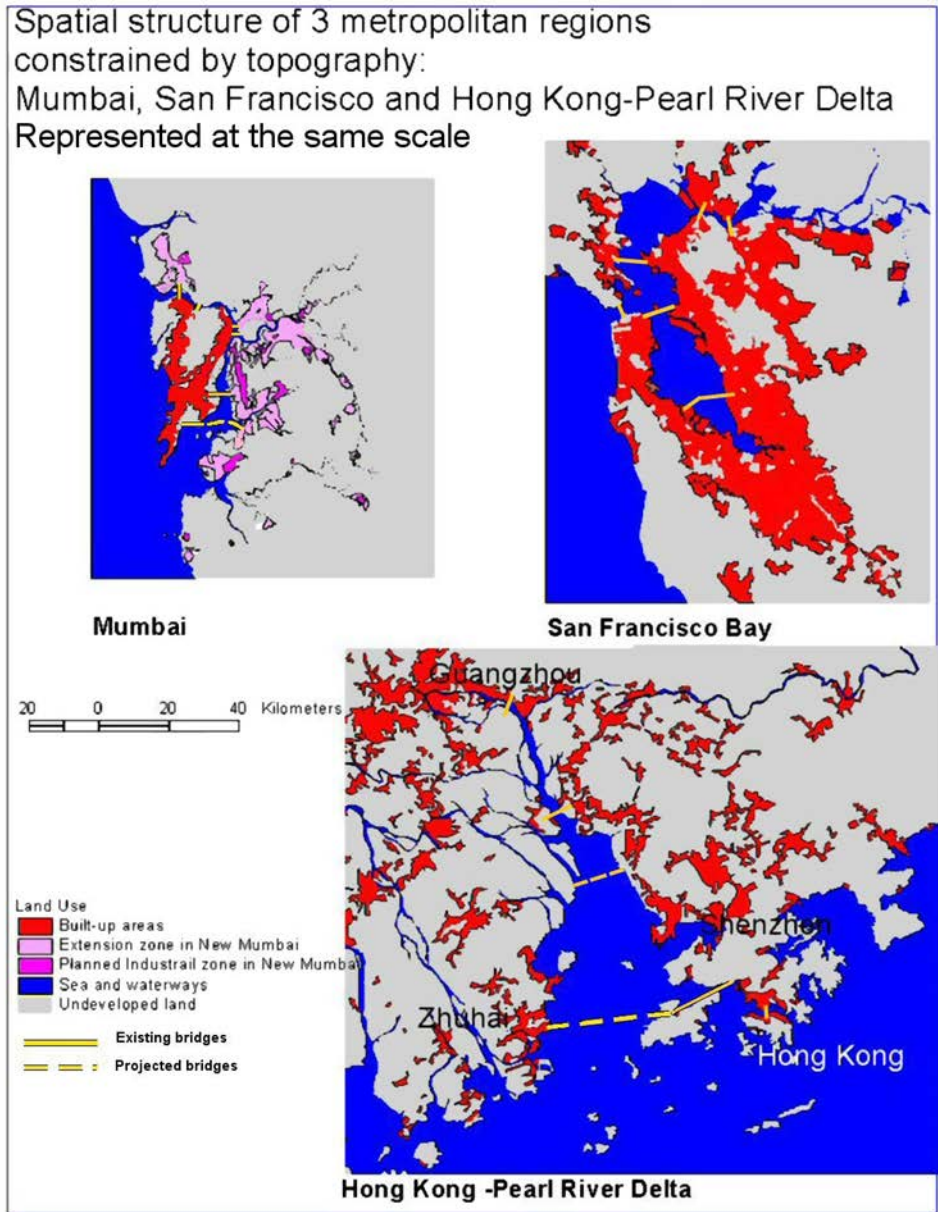 Spatial structure of 3 metropolitan regions
constrained by topography:
Mumbai, San Francisco and Hong Kong-Pearl River Delta
Represented at the same scale
Mumbai
San Francisco Bay
20 0 20 40 Kilometers
Guangzhou
Shenzhen
Zhuhai
Hong Kong
Land Use
Built-up areas
Extension zone in New Mumbai
Planned Industrail zone in New Mumbai
Sea and waterways
Undeveloped land
Existing bridges
Projected bridges
Hong Kong -Pearl River Delta